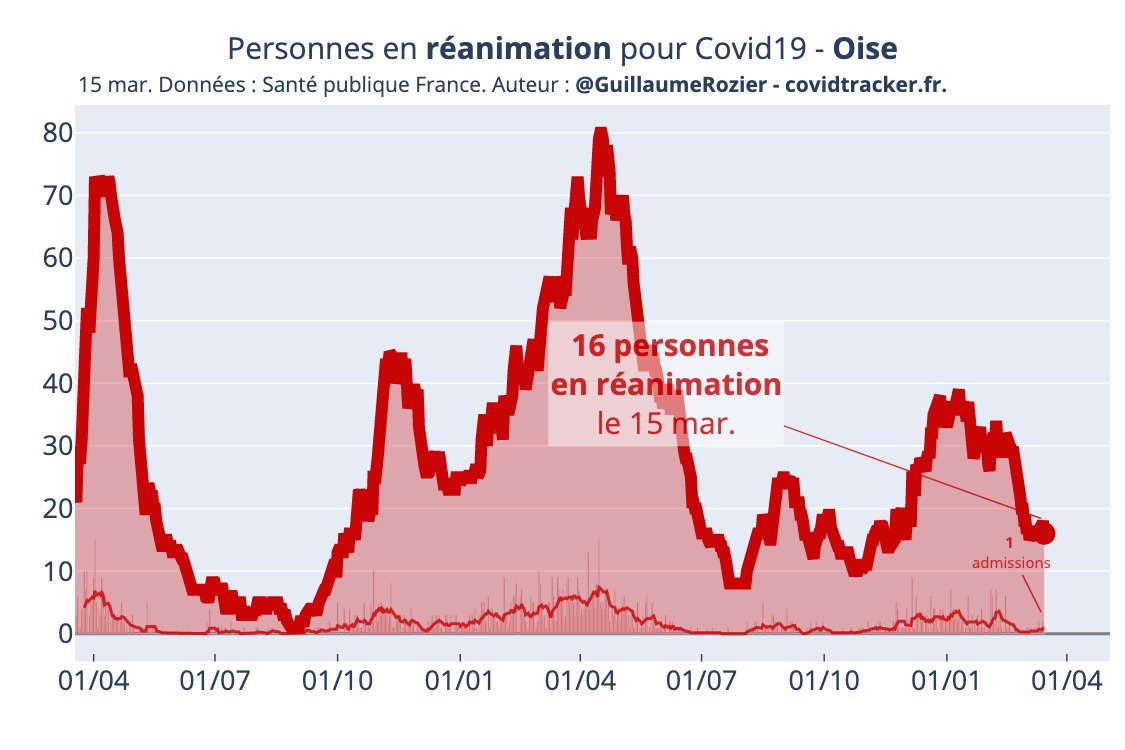 Personnes en réanimation pour Covid19 - Oise
15 mar. Données : Santé publique France. Auteur : @GuillaumeRozier - covidtracker.fr.
80
70
60
50
40
30
20
10
0
16 personnes
en réanimation
le 15 mar.
1
admissions
01/04 01/07 01/10 01/01 01/04 01/07 01/10 01/01 01/04